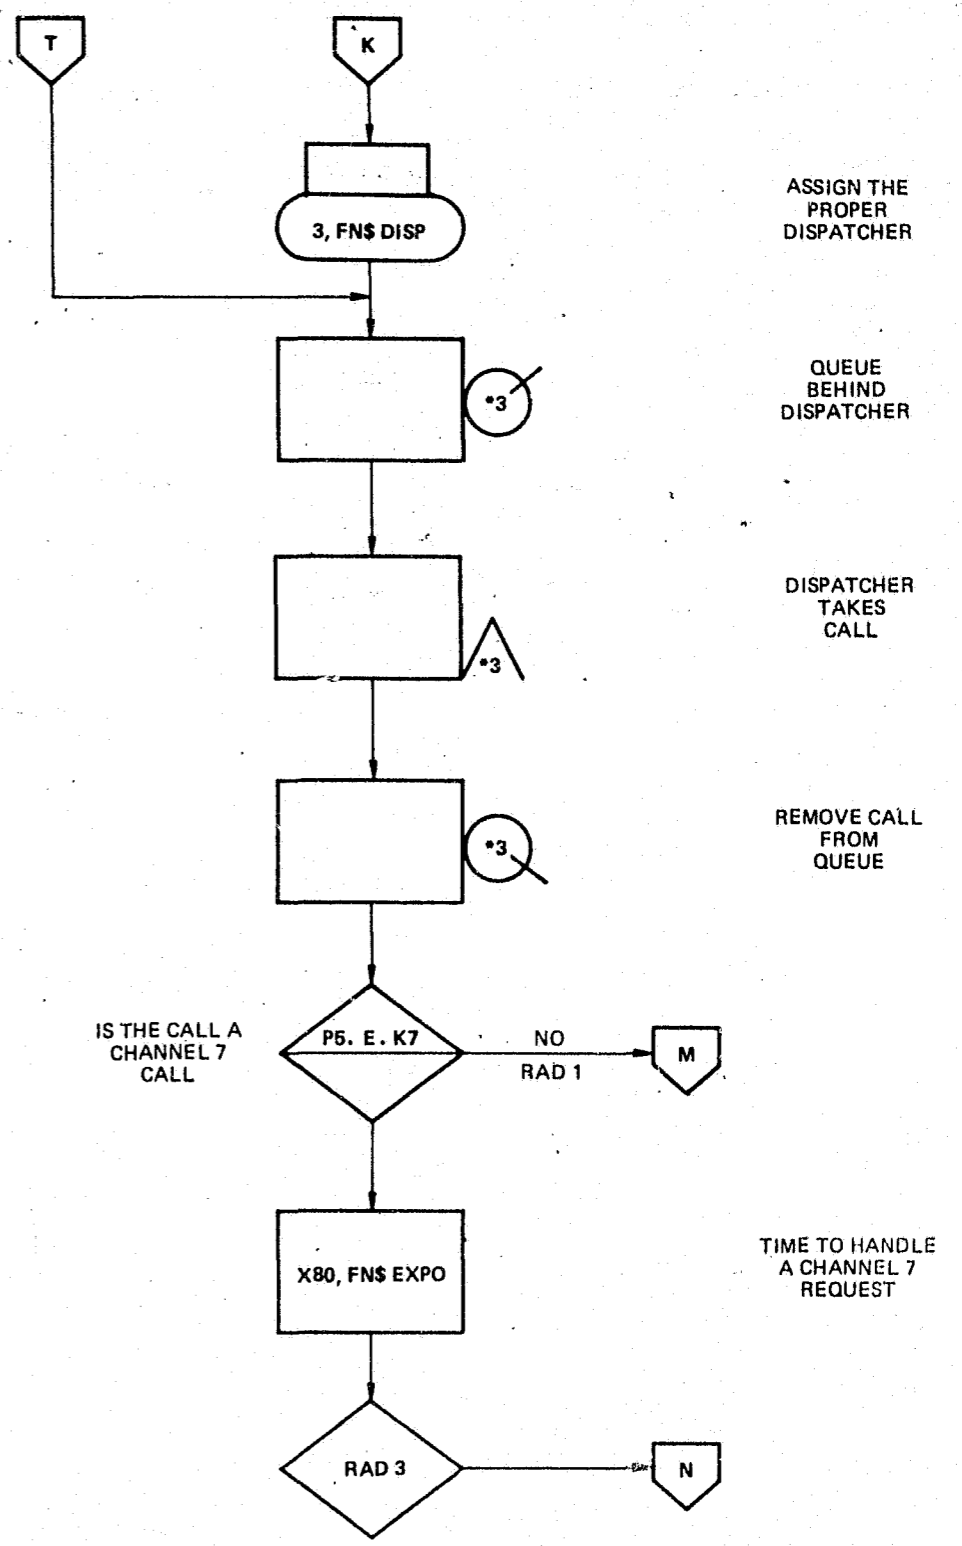 T
K
3, FN$ DISP
ASSIGN THE
PROPER
DISPATCHER
*3
QUEUE
BEHIND
DISPATCHER
*3
DISPATCHER
TAKES
CALL
*3
REMOVE CALL
FROM
QUEUE
IS THE CALL A
CHANNEL 7
CALL
P5. E. K7
NO
RAD 1
M
X80, FN$ EXPO
TIME TO HANDLE
A CHANNEL 7
REQUEST
RAD 3
N